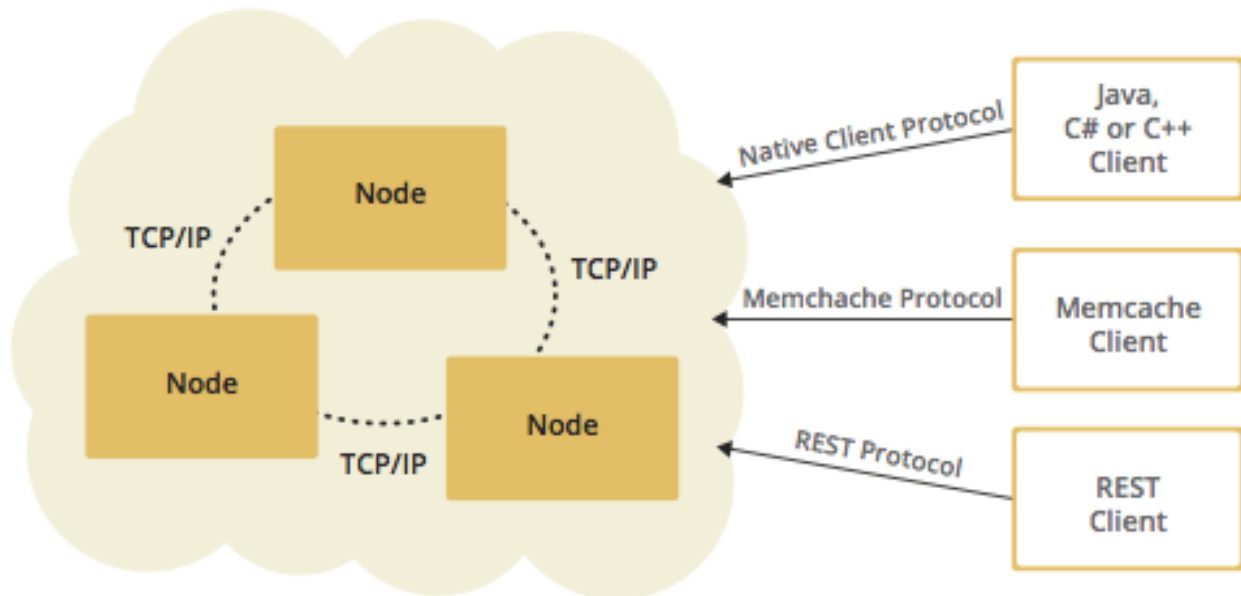 Node
TCP/IP
TCP/IP
Node
Node
TCP/IP
Native Client Protocol
Java,
C# or C++
Client
Memchache Protocol
Memcache
Client
REST Protocol
REST
Client